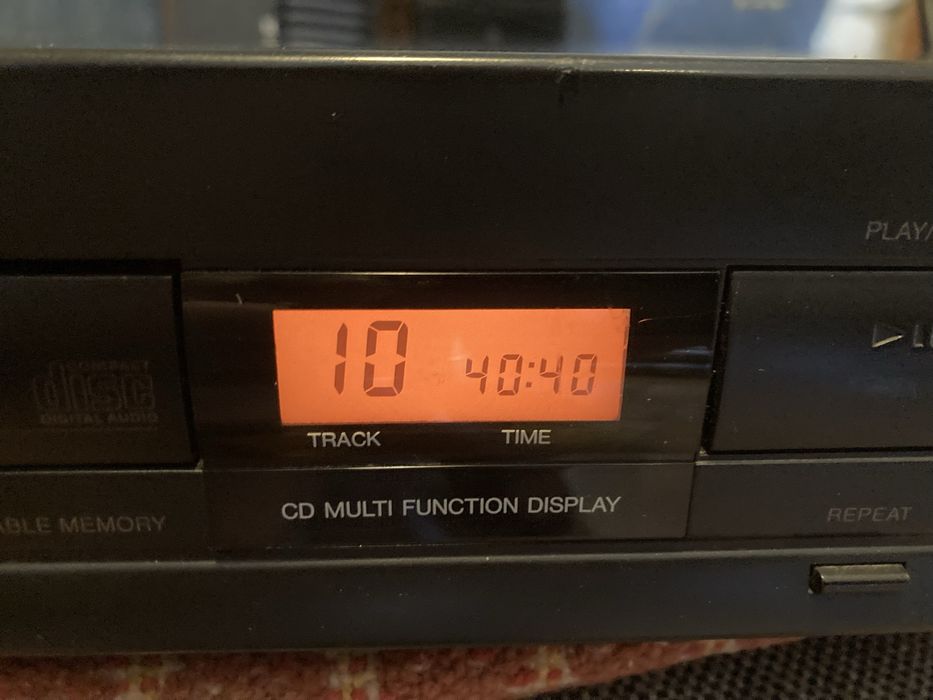 PLAY/
10 40:40
COMPACT
disc
DIGITAL AUDIO
TRACK TIME
CD MULTI FUNCTION DISPLAY
ABLE MEMORY
REPEAT